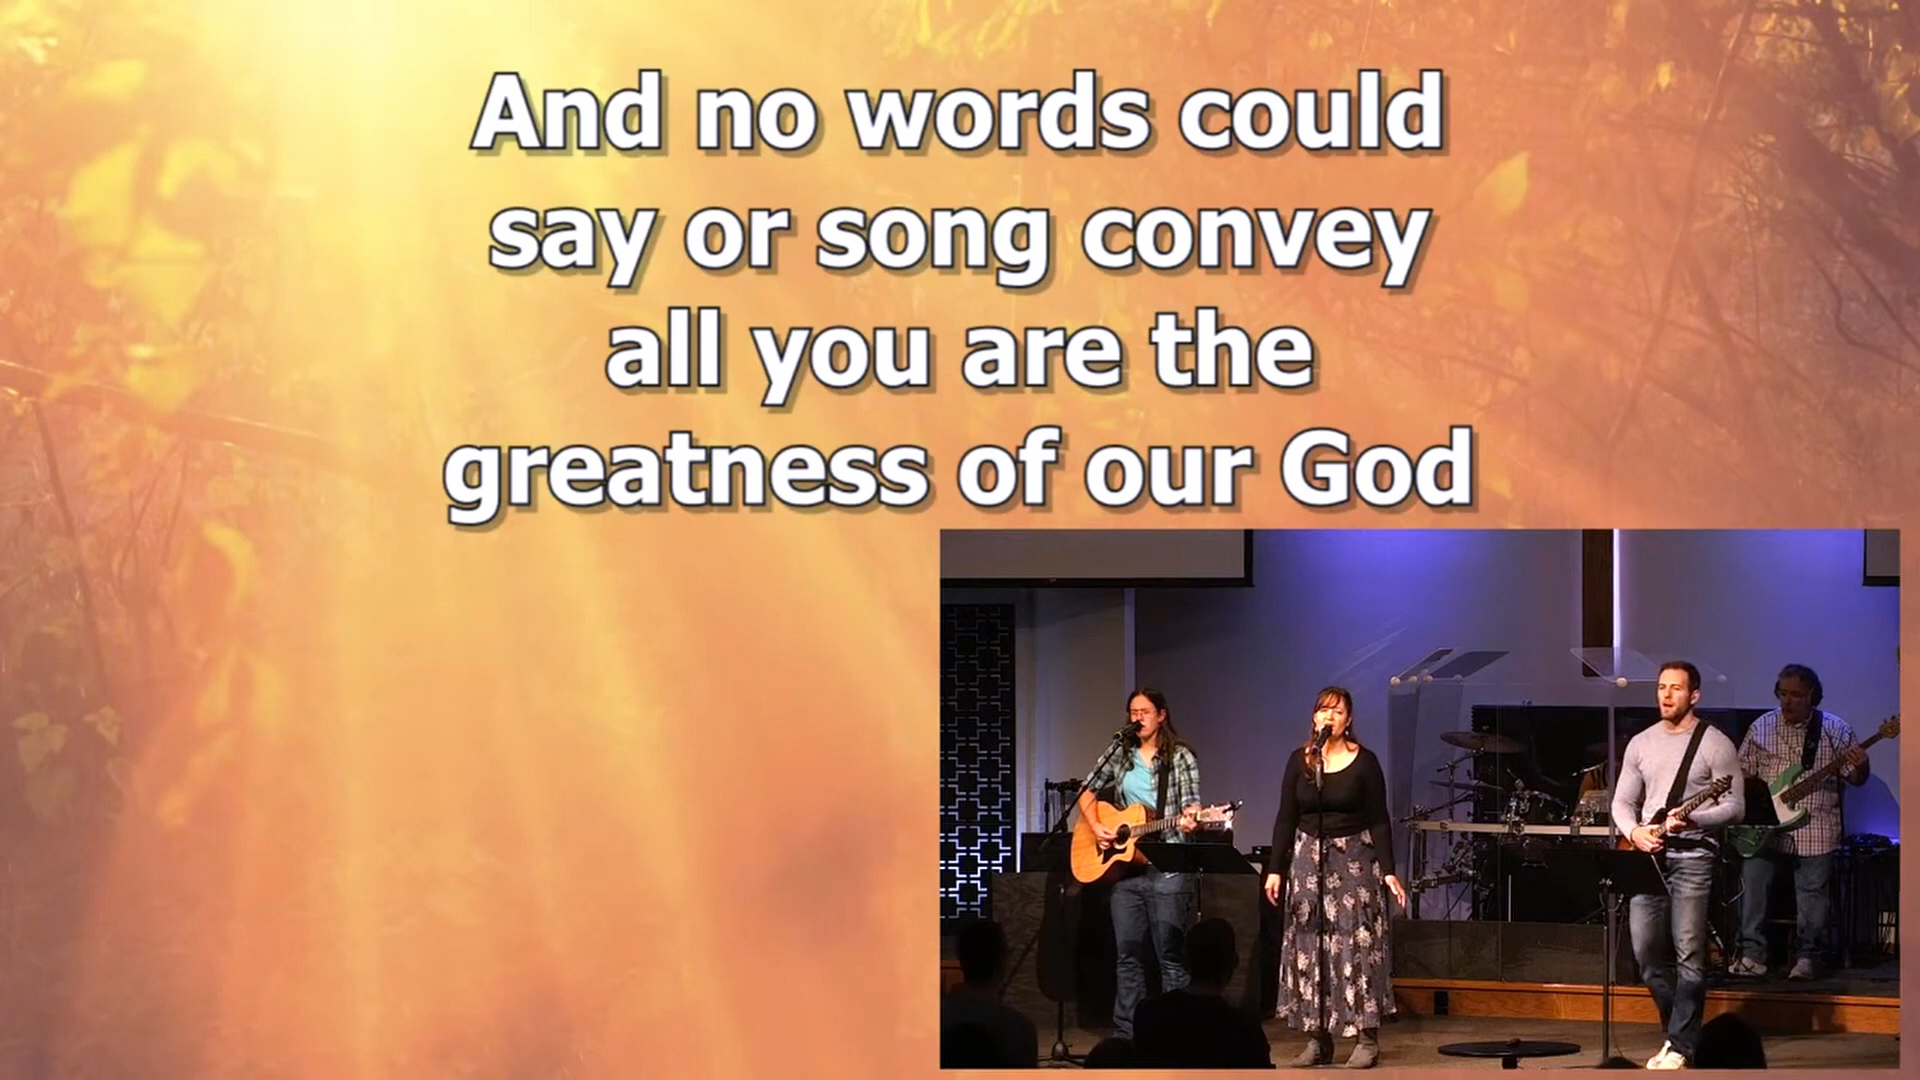 And no words could
say or song convey
all you are the
greatness of our God